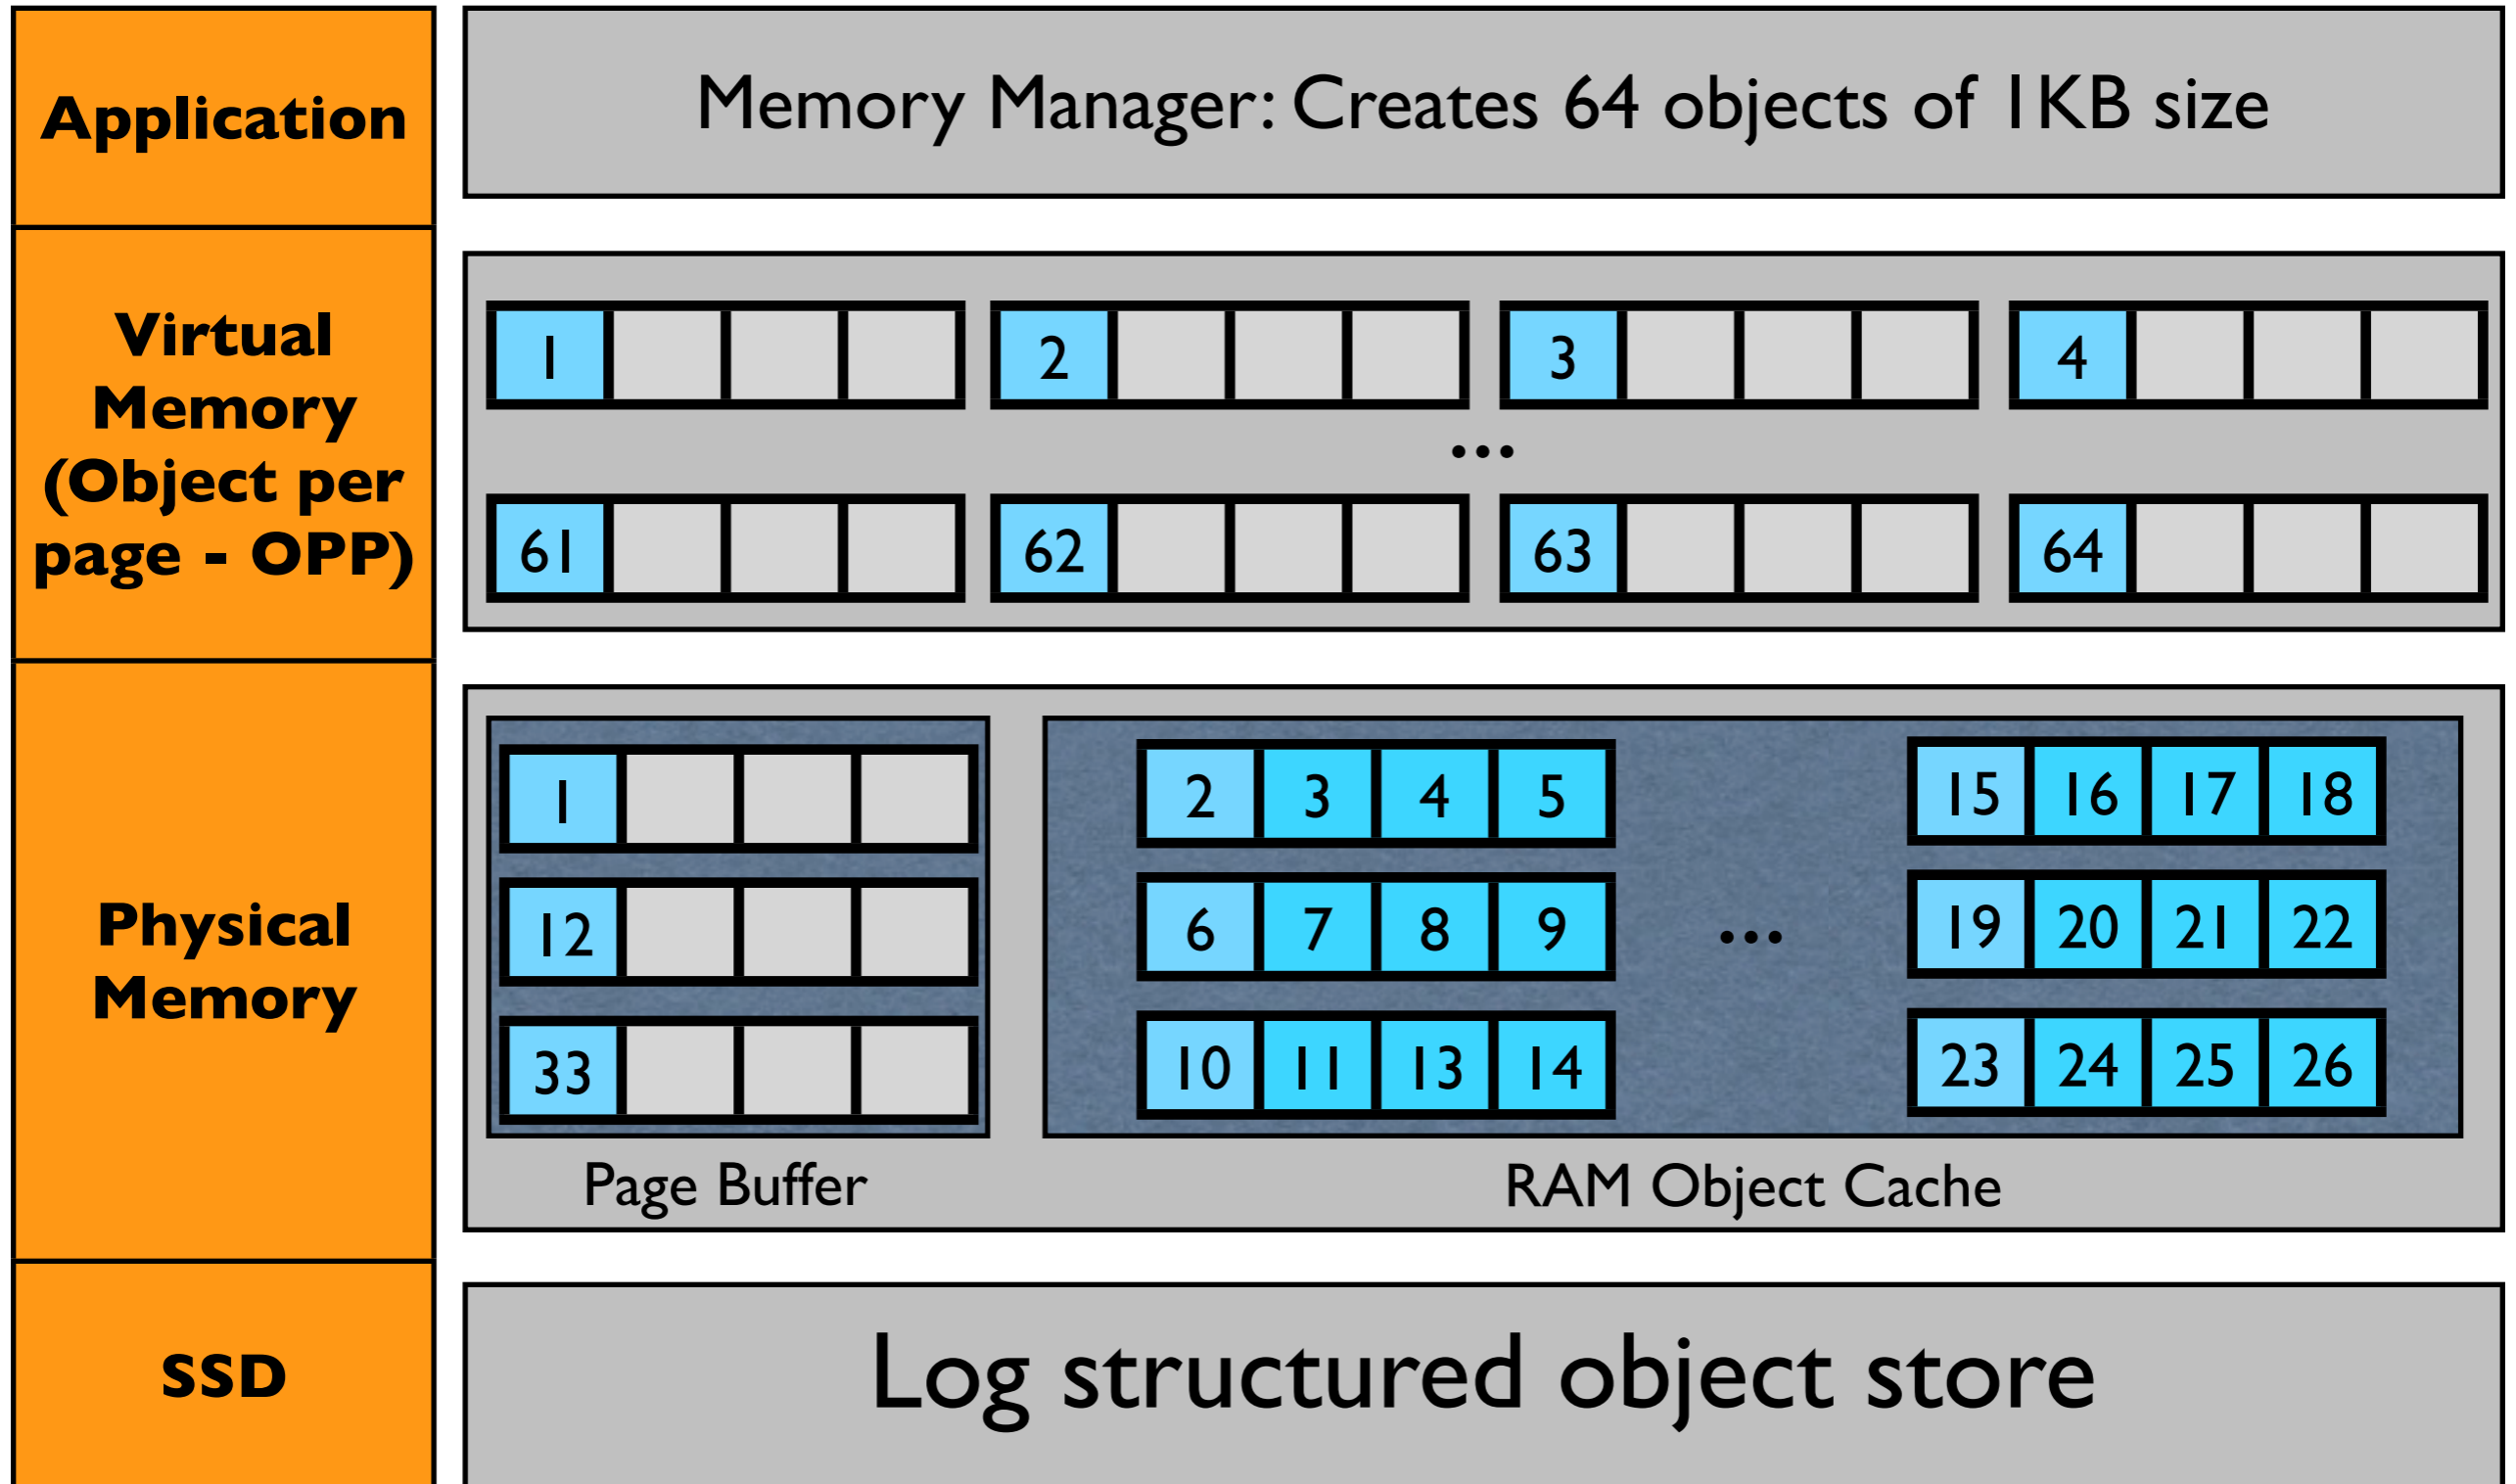 Application
Memory Manager: Creates 64 objects of 1KB size
Virtual
Memory
(Object per
page - OPP)
1
2
3
4
...
61
62
63
64
Physical
Memory
1
12
33
Page Buffer
2 3 4 5
6 7 8 9
10 11 13 14
...
15 16 17 18
19 20 21 22
23 24 25 26
RAM Object Cache
SSD
Log structured object store